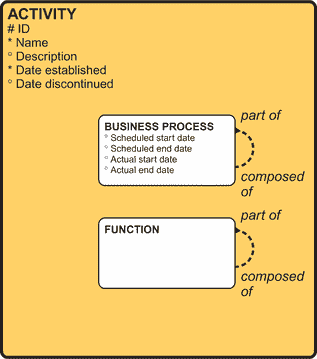 ACTIVITY
# ID
* Name
° Description
* Date established
° Date discontinued
part of
BUSINESS PROCESS
° Scheduled start date
° Scheduled end date
° Actual start date
° Actual end date
composed
of
part of
FUNCTION
composed
of